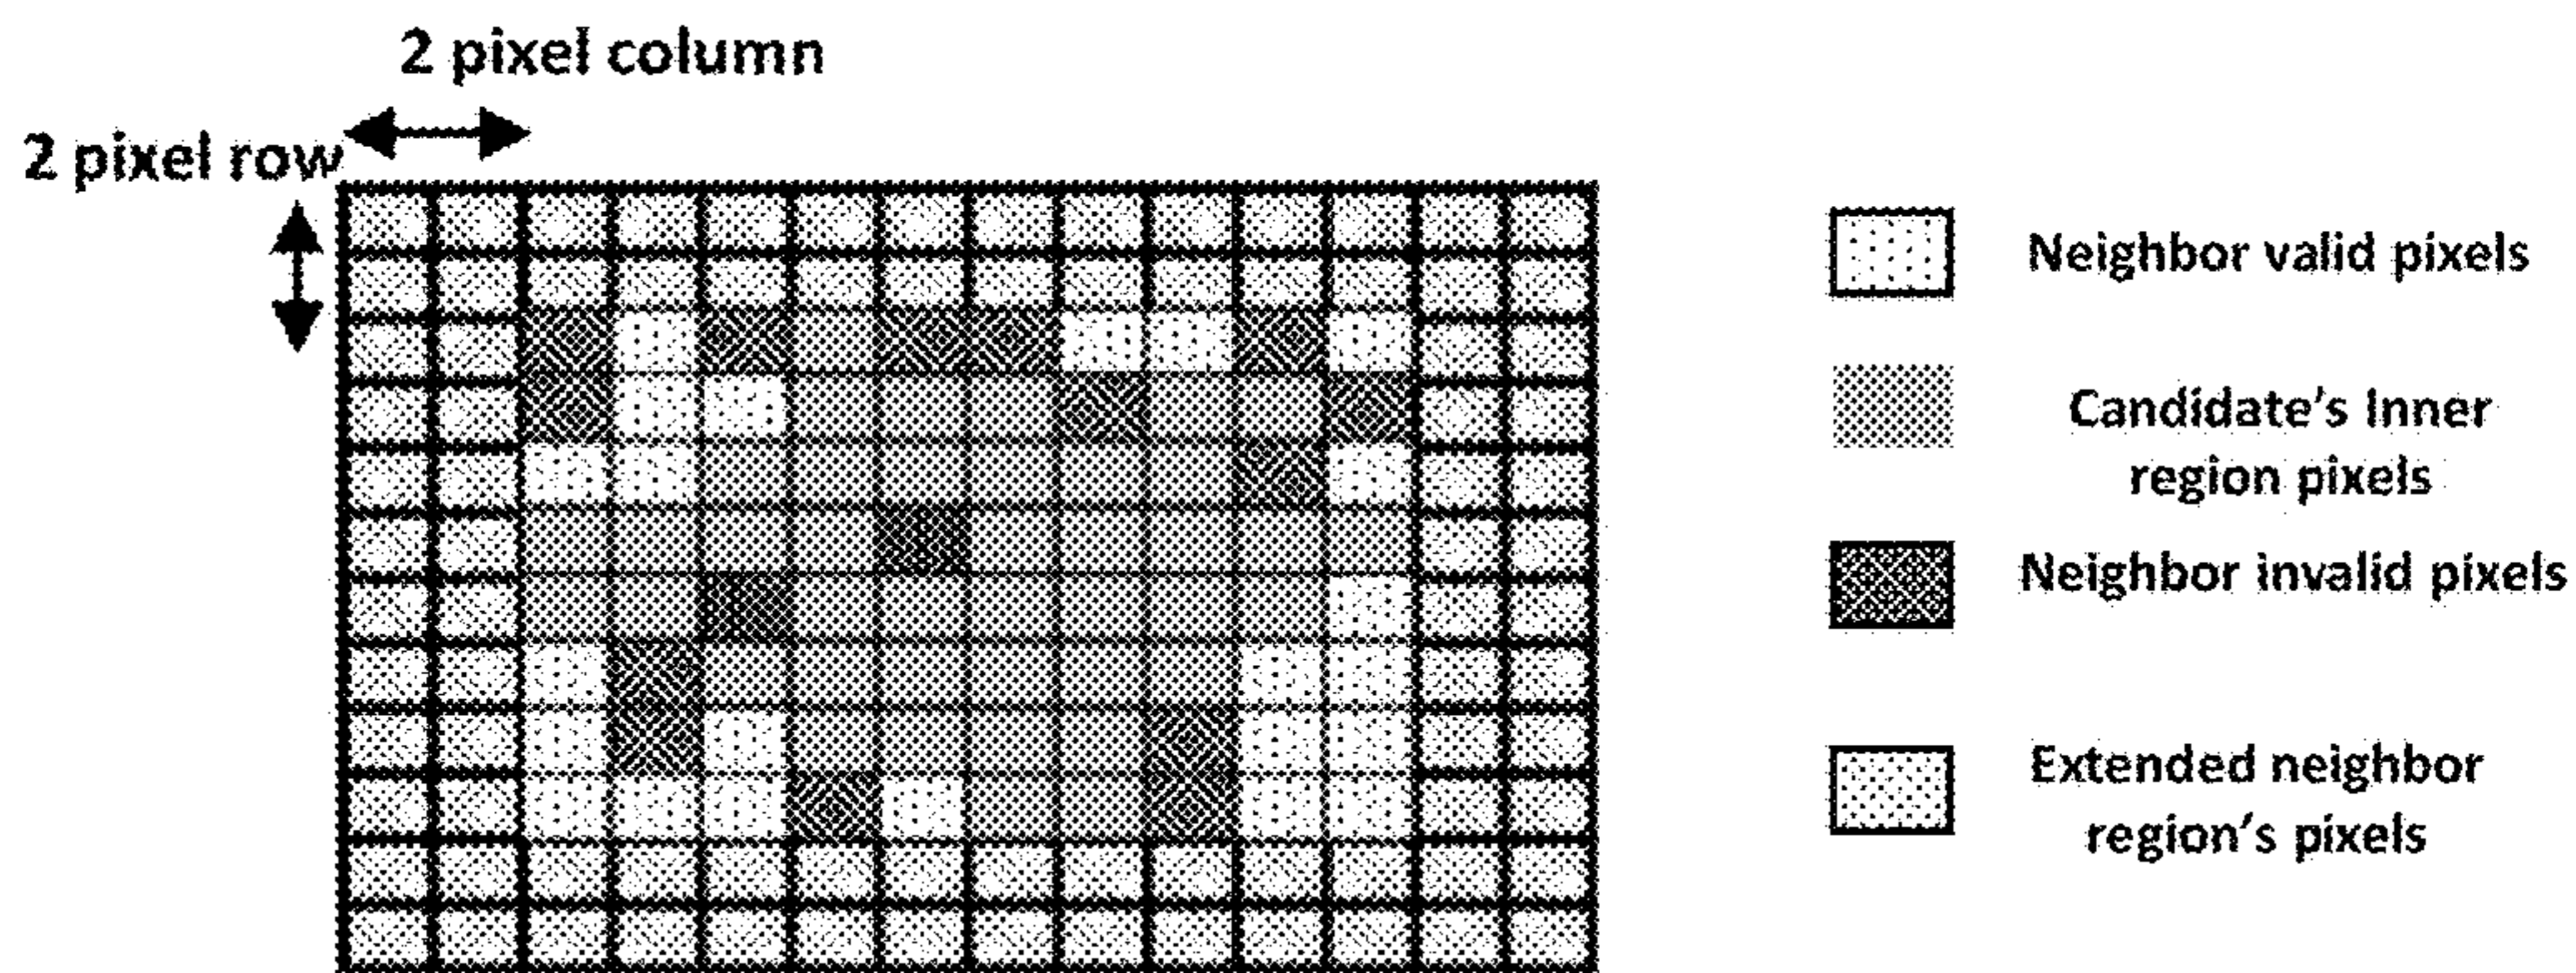 2 pixel column
2 pixel row
Neighbor valid pixels
Candidate's Inner
region pixels
Neighbor invalid pixels
Extended neighbor
region's pixels